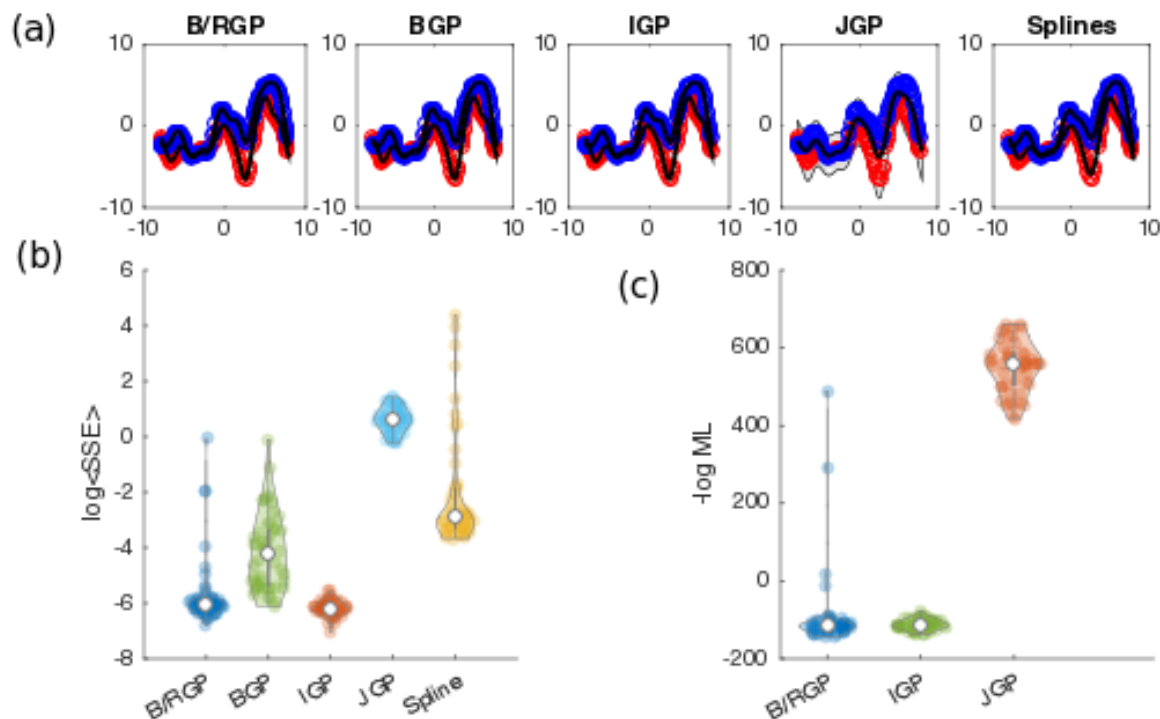 (a)
B/RGP BGP IGP JGP Splines
10 10 10 10 10
0 0 0 0 0
-10 -10 -10 -10 -10
-10 0 10 -10 0 10 -10 0 10 -10 0 10 -10 0 10
(b)
6
4
2
0
-2
-4
-6
-8
log<SSE>
B/RGP BGP IGP JGP Spline
(c)
800
600
400
200
0
-200
-log ML
B/RGP IGP JGP